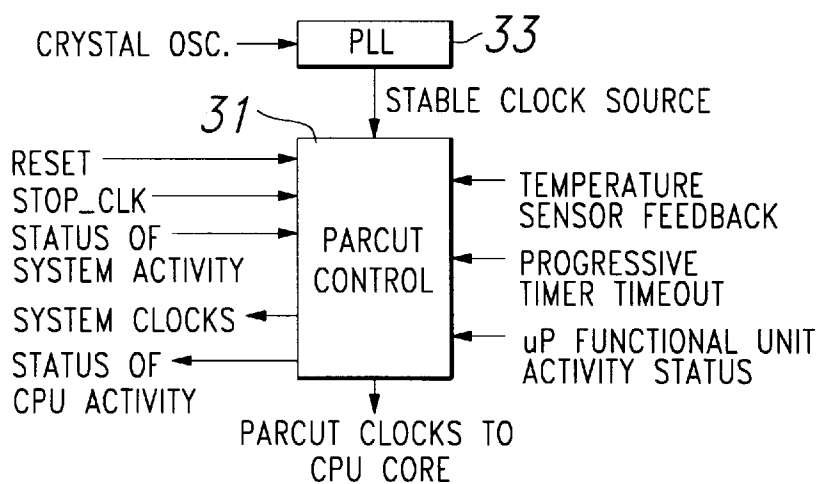 CRYSTAL OSC.
PLL
33
STABLE CLOCK SOURCE
31
RESET
STOP_CLK
STATUS OF
SYSTEM ACTIVITY
SYSTEM CLOCKS
STATUS OF
CPU ACTIVITY
PARCUT
CONTROL
TEMPERATURE
SENSOR FEEDBACK
PROGRESSIVE
TIMER TIMEOUT
uP FUNCTIONAL UNIT
ACTIVITY STATUS
PARCUT CLOCKS TO
CPU CORE